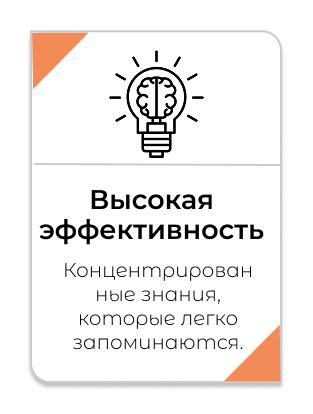 Высокая
эффективность
Концентрирован
ные знания,
которые легко
запоминаются.